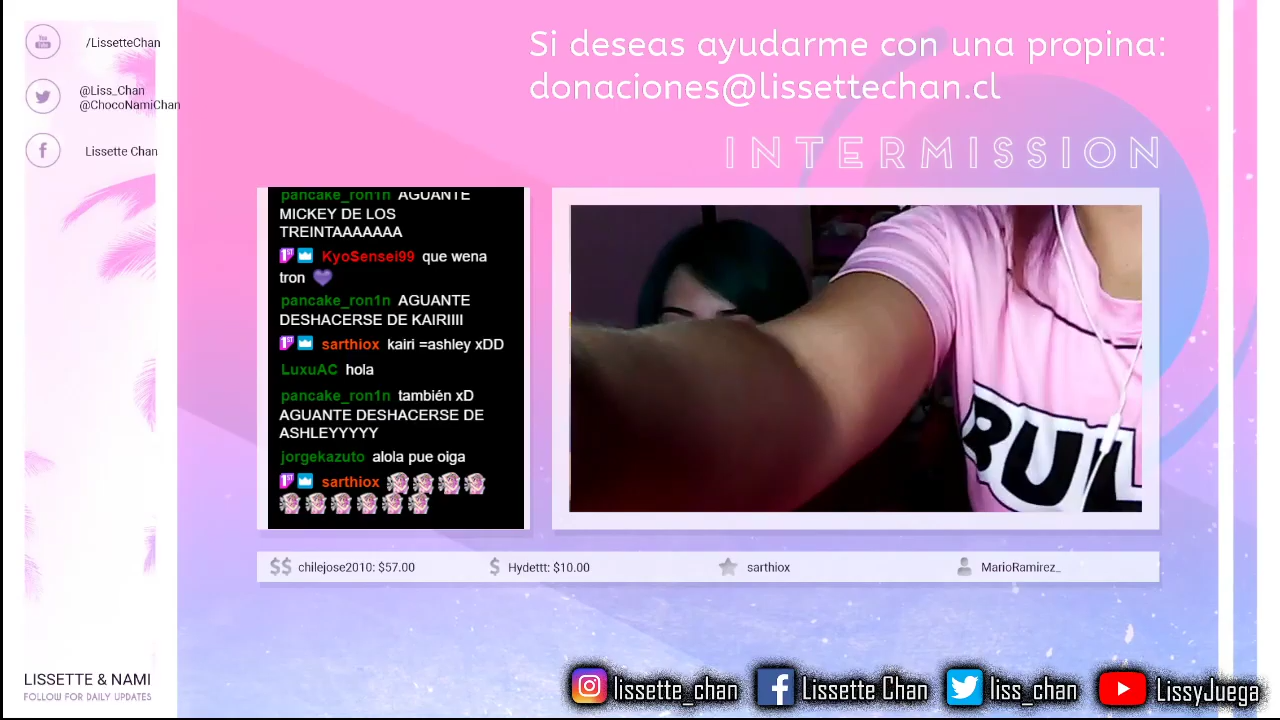 /LissetteChan
@Liss_Chan
@ChocoNamiChan
Lissette Chan
Si deseas ayudarme con una propina:
donaciones@lissettechan.cl
INTERMISSION
pancake_ron1n AGUANTE
MICKEY DE LOS
TREINTAAAAAAA
KyoSensei99 que wena
tron
pancake_ron1n AGUANTE
DESHACERSE DE KAIRIIII
sarthiox kairi =ashley xDD
LuxuAC hola
pancake_ron1n también xD
AGUANTE DESHACERSE DE
ASHLEYYYYY
jorgekazuto alola pue oiga
sarthiox
BUL
$$ chilejose2010: $57.00
$ Hydettt: $10.00
sarthiox
MarioRamirez_
LISSETTE & NAMI
FOLLOW FOR DAILY UPDATES
lissette_chan
Lissette Chan
liss_chan
LissyJuega